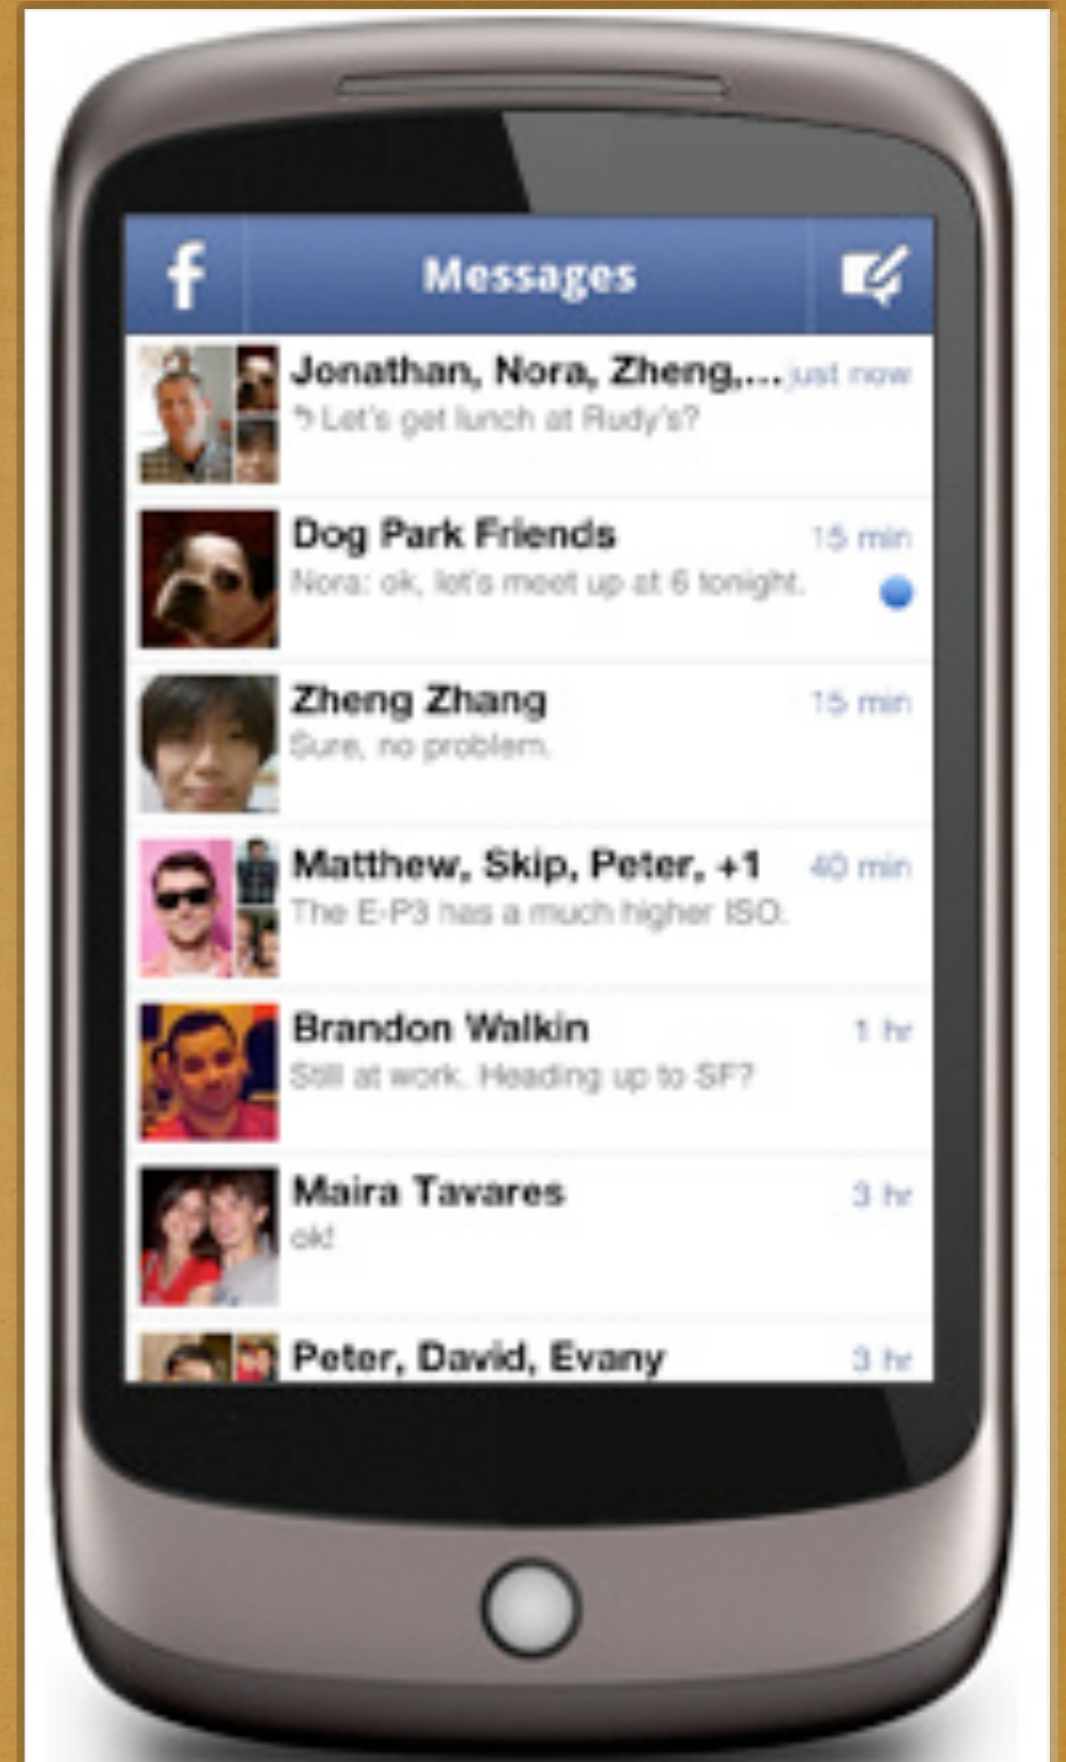 f
Messages
Jonathan, Nora, Zheng,... just now
Let's get lunch at Rudy's?
Dog Park Friends 15 min
Nora: ok, let's meet up at 6 tonight.
Zheng Zhang 15 min
Sure, no problem.
Matthew, Skip, Peter, +1 40 min
The E-P3 has a much higher ISO.
Brandon Walkin 1 hr
Still at work. Heading up to SF?
Maira Tavares 3 hr
ok!
Peter, David, Evany 3 hr